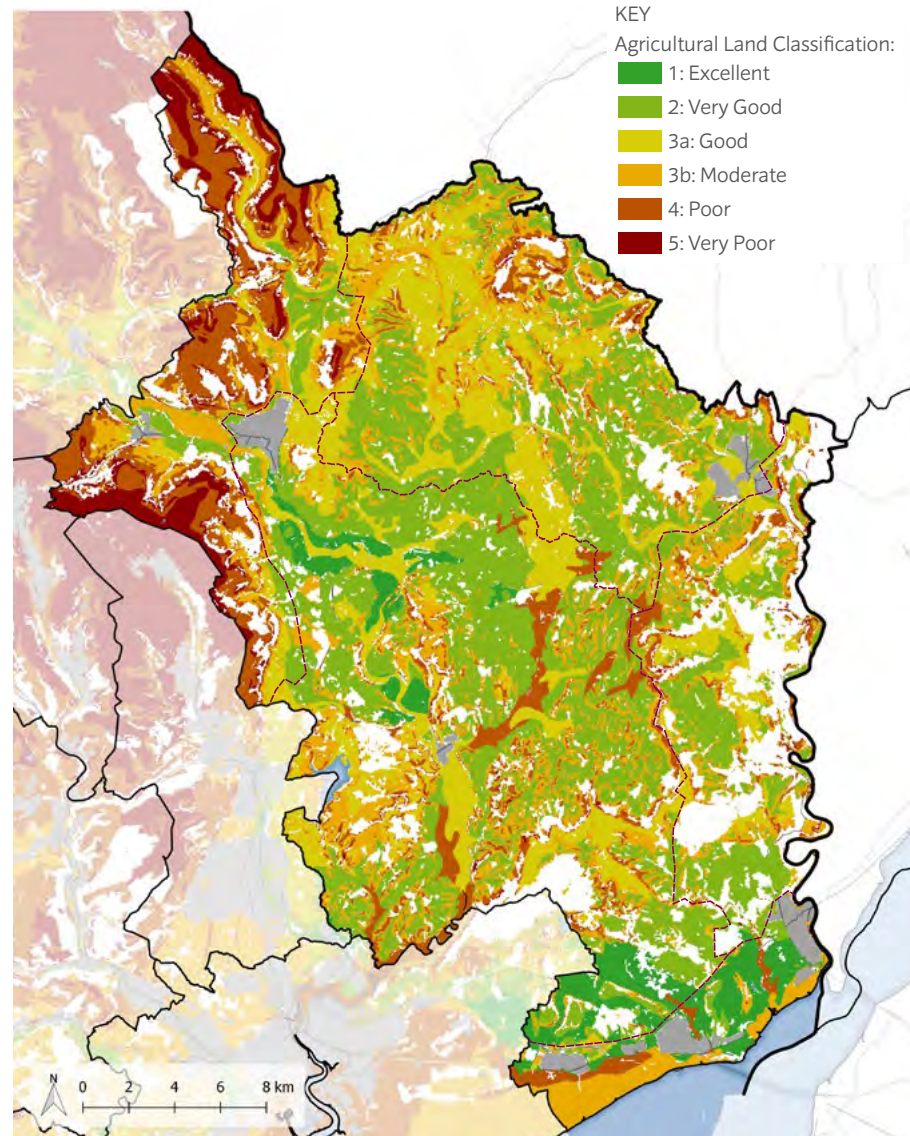 KEY
Agricultural Land Classification:
1: Excellent
2: Very Good
3a: Good
3b: Moderate
4: Poor
5: Very Poor
N
0 2 4 6 8 km